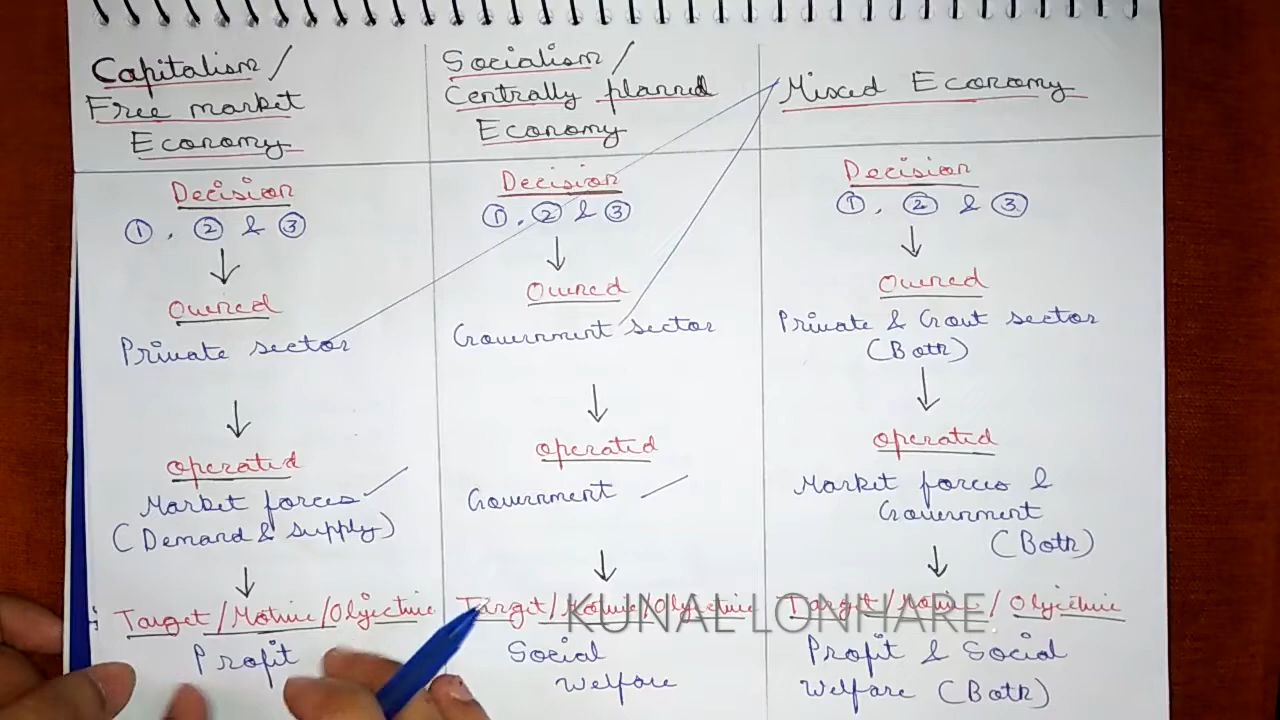 Capitalism /
Free market
Economy
Decision
①, ② & ③
Owned
Private sector
Operated
Market forces
(Demand & supply)
Target/Motive/Objective
Profit
Socialism /
Centrally planned
Economy
Decision
①, ② & ③
Owned
Government sector
Operated
Government
Target/Motive/Objective
Social
Welfare
Mixed Economy
Decision
①, ② & ③
Owned
Private & Govt sector
(Both)
Operated
Market forces &
Government
(Both)
Target/Motive/Objective
Profit & Social
Welfare (Both)
KUNAL LONHARE